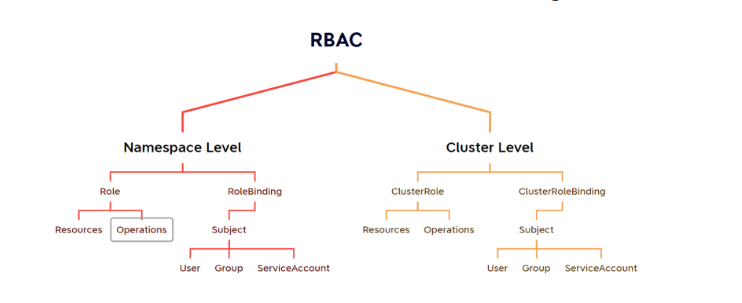 RBAC
Namespace Level Cluster Level
Role RoleBinding ClusterRole ClusterRoleBinding
Resources Operations Subject Resources Operations Subject
User Group ServiceAccount User Group ServiceAccount